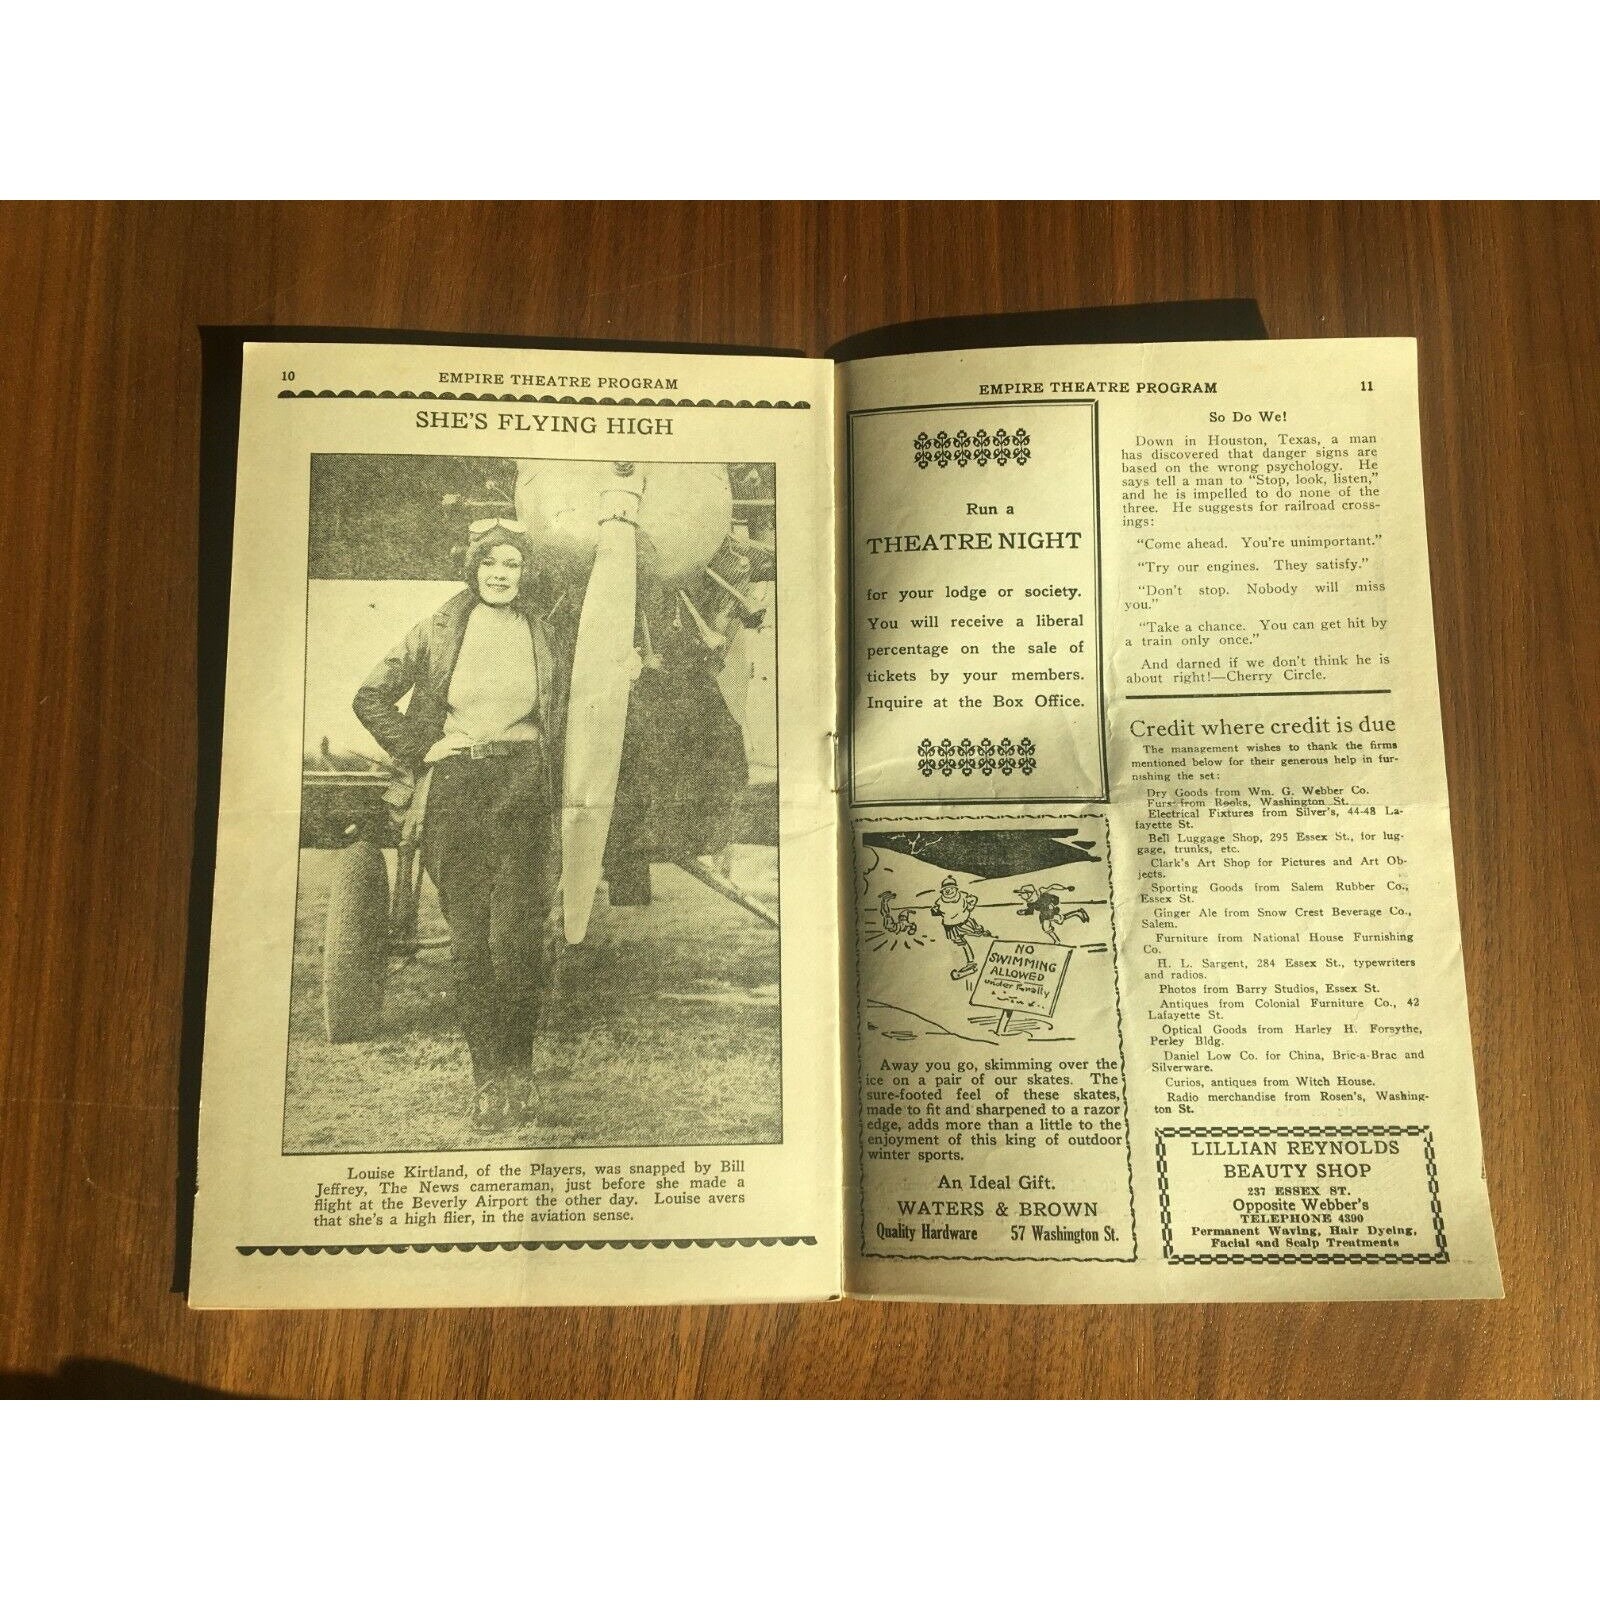 10
EMPIRE THEATRE PROGRAM
SHE'S FLYING HIGH
Louise Kirtland, of the Players, was snapped by Bill
Jeffrey, The News cameraman, just before she made a
flight at the Beverly Airport the other day. Louise avers
that she's a high flier, in the aviation sense.
EMPIRE THEATRE PROGRAM
11
Run a
THEATRE NIGHT
for your lodge or society.
You will receive a liberal
percentage on the sale of
tickets by your members.
Inquire at the Box Office.
NO
SWIMMING
ALLOWED
under Penalty
Away you go, skimming over the
ice on a pair of our skates. The
sure-footed feel of these skates,
made to fit and sharpened to a razor
edge, adds more than a little to the
enjoyment of this king of outdoor
winter sports.
An Ideal Gift.
WATERS & BROWN
Quality Hardware 57 Washington St.
So Do We!
Down in Houston, Texas, a man
has discovered that danger signs are
based on the wrong psychology. He
says tell a man to "Stop, look, listen,"
and he is impelled to do none of the
three. He suggests for railroad cross-
ings:
"Come ahead. You're unimportant."
"Try our engines. They satisfy."
"Don't stop. Nobody will miss
you."
"Take a chance. You can get hit by
a train only once."
And darned if we don't think he is
about right!—Cherry Circle.
Credit where credit is due
The management wishes to thank the firms
mentioned below for their generous help in fur-
nishing the set:
Dry Goods from Wm. G. Webber Co.
Furs from Rooks, Washington St.
Electrical Fixtures from Silver's, 44-48 La-
fayette St.
Bell Luggage Shop, 295 Essex St., for lug-
gage, trunks, etc.
Clark's Art Shop for Pictures and Art Ob-
jects.
Sporting Goods from Salem Rubber Co.,
Essex St.
Ginger Ale from Snow Crest Beverage Co.,
Salem.
Furniture from National House Furnishing
Co.
H. L. Sargent, 284 Essex St., typewriters
and radios.
Photos from Barry Studios, Essex St.
Antiques from Colonial Furniture Co., 42
Lafayette St.
Optical Goods from Harley H. Forsythe,
Perley Bldg.
Daniel Low Co. for China, Bric-a-Brac and
Silverware.
Curios, antiques from Witch House.
Radio merchandise from Rosen's, Washing-
ton St.
LILLIAN REYNOLDS
BEAUTY SHOP
237 ESSEX ST.
Opposite Webber's
TELEPHONE 4390
Permanent Waving, Hair Dyeing,
Facial and Scalp Treatments